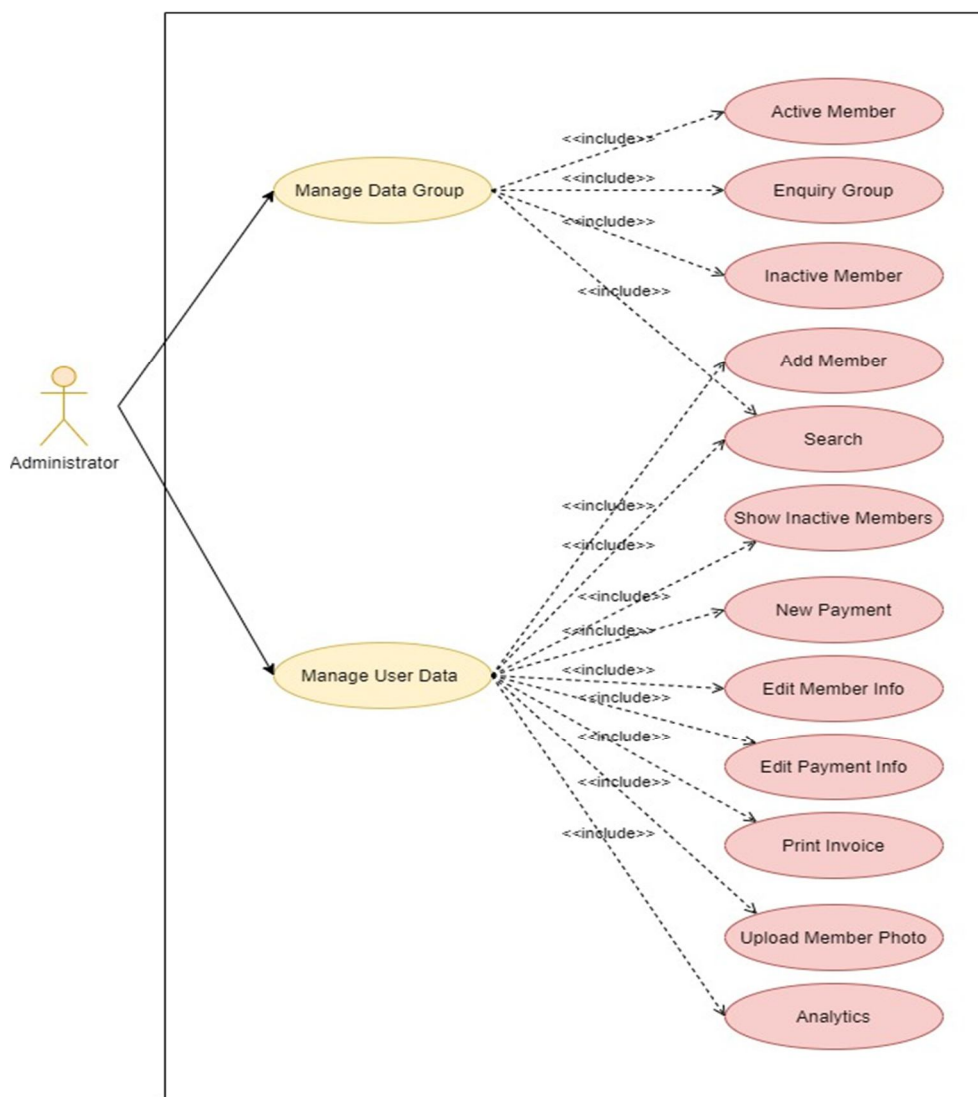 Active Member
<<include>>
Manage Data Group
<<include>>
Enquiry Group
<<include>>
Inactive Member
<<include>>
Add Member
Search
Administrator
<<include>>
Show Inactive Members
<<include>>
<<include>>
New Payment
<<include>>
Manage User Data
<<include>>
Edit Member Info
<<include>>
<<include>>
Edit Payment Info
<<include>>
<<include>>
Print Invoice
Upload Member Photo
Analytics